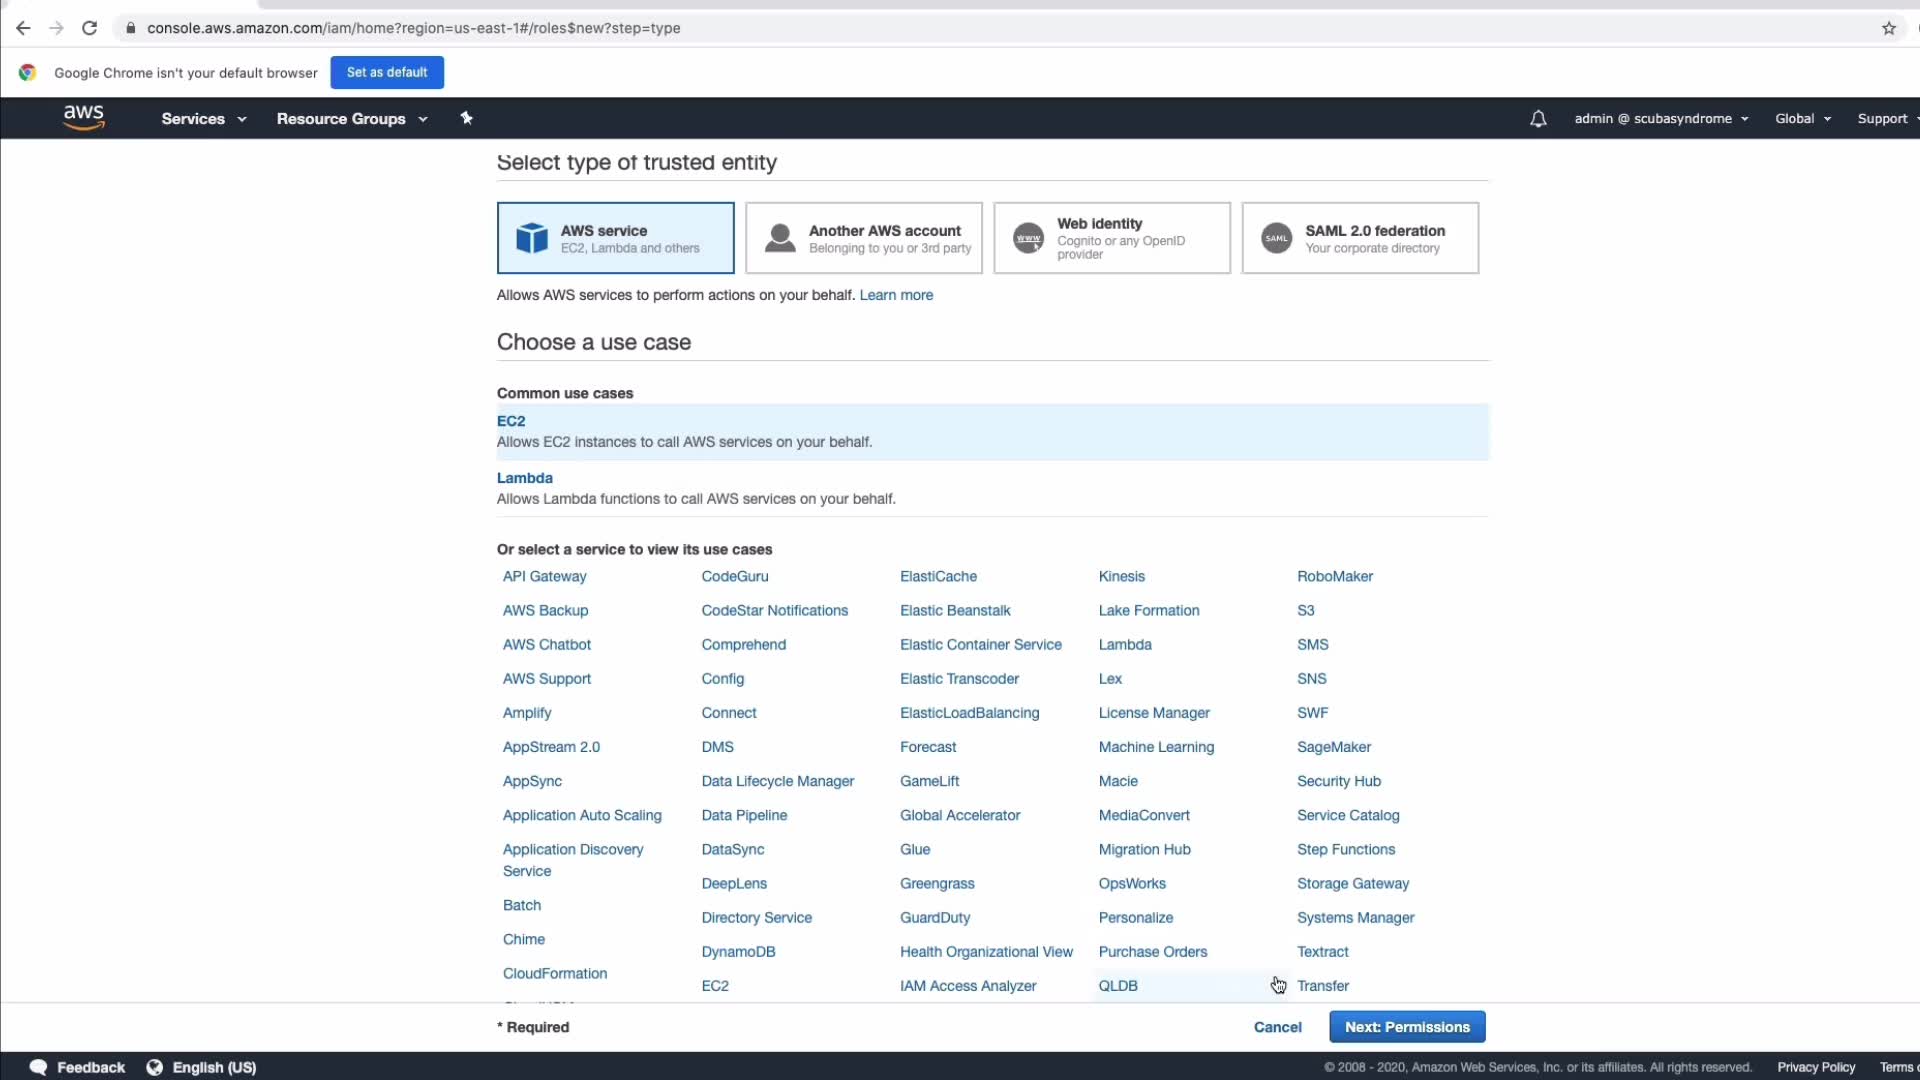 console.aws.amazon.com/iam/home?region=us-east-1#/roles$new?step=type
Google Chrome isn't your default browser
Set as default
aws
Services
Resource Groups
admin @ scubasyndrome
Global
Support
Select type of trusted entity
AWS service
EC2, Lambda and others
Another AWS account
Belonging to you or 3rd party
www
Web identity
Cognito or any OpenID
provider
SAML
SAML 2.0 federation
Your corporate directory
Allows AWS services to perform actions on your behalf. Learn more
Choose a use case
Common use cases
EC2
Allows EC2 instances to call AWS services on your behalf.
Lambda
Allows Lambda functions to call AWS services on your behalf.
Or select a service to view its use cases
API Gateway
AWS Backup
AWS Chatbot
AWS Support
Amplify
AppStream 2.0
AppSync
Application Auto Scaling
Application Discovery
Service
Batch
Chime
CloudFormation
CodeGuru
CodeStar Notifications
Comprehend
Config
Connect
DMS
Data Lifecycle Manager
Data Pipeline
DataSync
DeepLens
Directory Service
DynamoDB
EC2
ElastiCache
Elastic Beanstalk
Elastic Container Service
Elastic Transcoder
ElasticLoadBalancing
Forecast
GameLift
Global Accelerator
Glue
Greengrass
GuardDuty
Health Organizational View
IAM Access Analyzer
Kinesis
Lake Formation
Lambda
Lex
License Manager
Machine Learning
Macie
MediaConvert
Migration Hub
OpsWorks
Personalize
Purchase Orders
QLDB
RoboMaker
S3
SMS
SNS
SWF
SageMaker
Security Hub
Service Catalog
Step Functions
Storage Gateway
Systems Manager
Textract
Transfer
* Required
Cancel
Next: Permissions
Feedback
English (US)
© 2008 - 2020, Amazon Web Services, Inc. or its affiliates. All rights reserved.
Privacy Policy
Terms